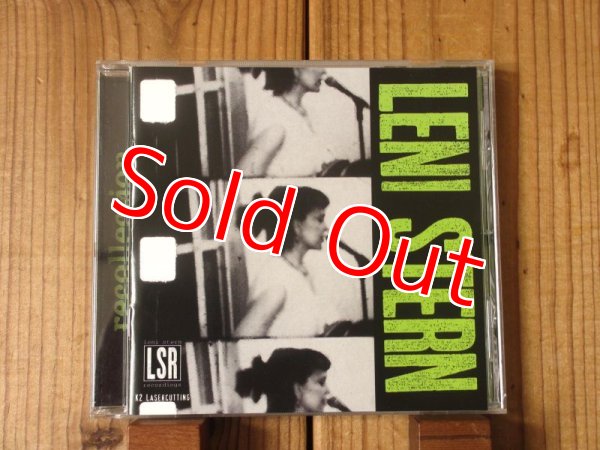 recollection
LENI STERN
Sold Out
leni stern
LSR
recordings
K2 LASERCUTTING